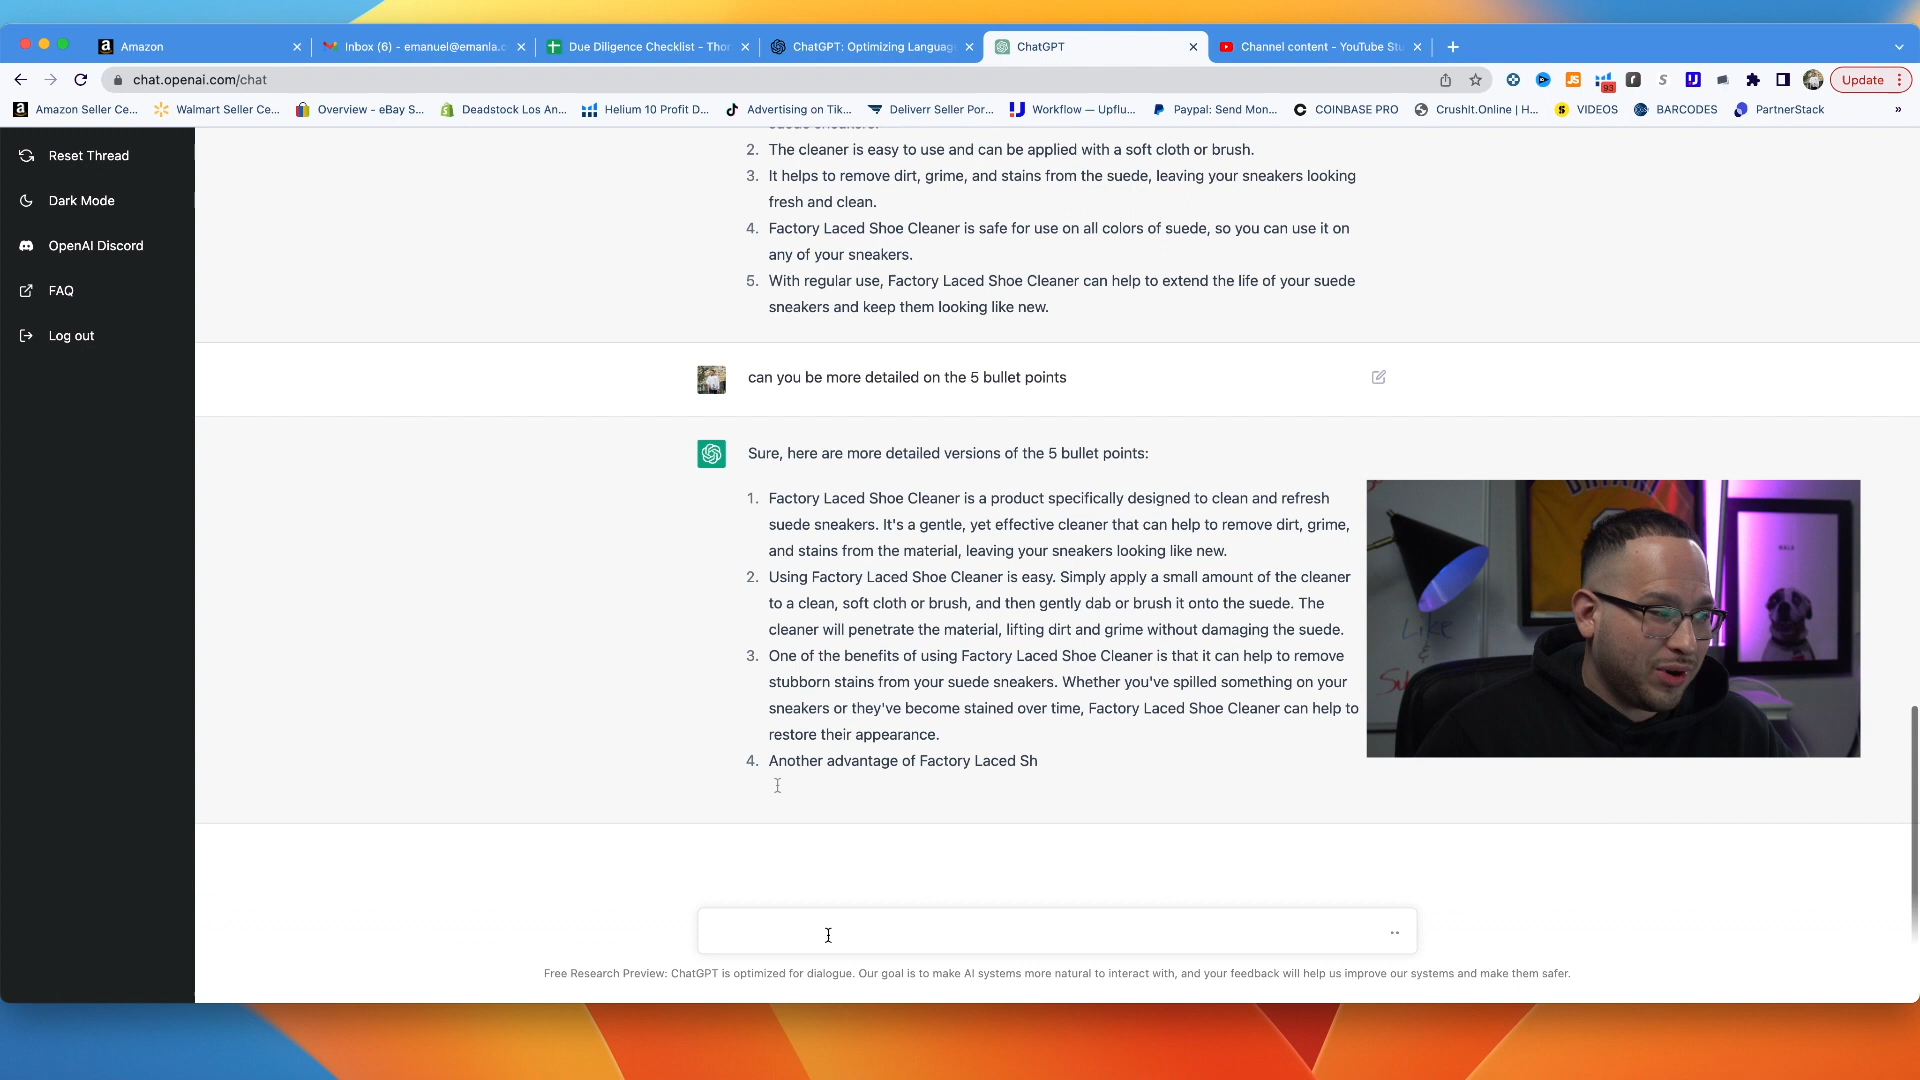 Amazon
Inbox (6) - emanuel@emanla.c
Due Diligence Checklist - Thor
ChatGPT: Optimizing Languag
ChatGPT
Channel content - YouTube Stu
chat.openai.com/chat
Update
Amazon Seller Ce...
Walmart Seller Ce...
Overview - eBay S...
Deadstock Los An...
Helium 10 Profit D...
Advertising on Tik...
Deliverr Seller Por...
Workflow — Upflu...
Paypal: Send Mon...
COINBASE PRO
CrushIt.Online | H...
VIDEOS
BARCODES
PartnerStack
»
93
Reset Thread
Dark Mode
OpenAI Discord
FAQ
Log out
suede sneakers.
2. The cleaner is easy to use and can be applied with a soft cloth or brush.
3. It helps to remove dirt, grime, and stains from the suede, leaving your sneakers looking
fresh and clean.
4. Factory Laced Shoe Cleaner is safe for use on all colors of suede, so you can use it on
any of your sneakers.
5. With regular use, Factory Laced Shoe Cleaner can help to extend the life of your suede
sneakers and keep them looking like new.
can you be more detailed on the 5 bullet points
Sure, here are more detailed versions of the 5 bullet points:
1. Factory Laced Shoe Cleaner is a product specifically designed to clean and refresh
suede sneakers. It's a gentle, yet effective cleaner that can help to remove dirt, grime,
and stains from the material, leaving your sneakers looking like new.
2. Using Factory Laced Shoe Cleaner is easy. Simply apply a small amount of the cleaner
to a clean, soft cloth or brush, and then gently dab or brush it onto the suede. The
cleaner will penetrate the material, lifting dirt and grime without damaging the suede.
3. One of the benefits of using Factory Laced Shoe Cleaner is that it can help to remove
stubborn stains from your suede sneakers. Whether you've spilled something on your
sneakers or they've become stained over time, Factory Laced Shoe Cleaner can help to
restore their appearance.
4. Another advantage of Factory Laced Sh
Like
&
Free Research Preview: ChatGPT is optimized for dialogue. Our goal is to make AI systems more natural to interact with, and your feedback will help us improve our systems and make them safer.